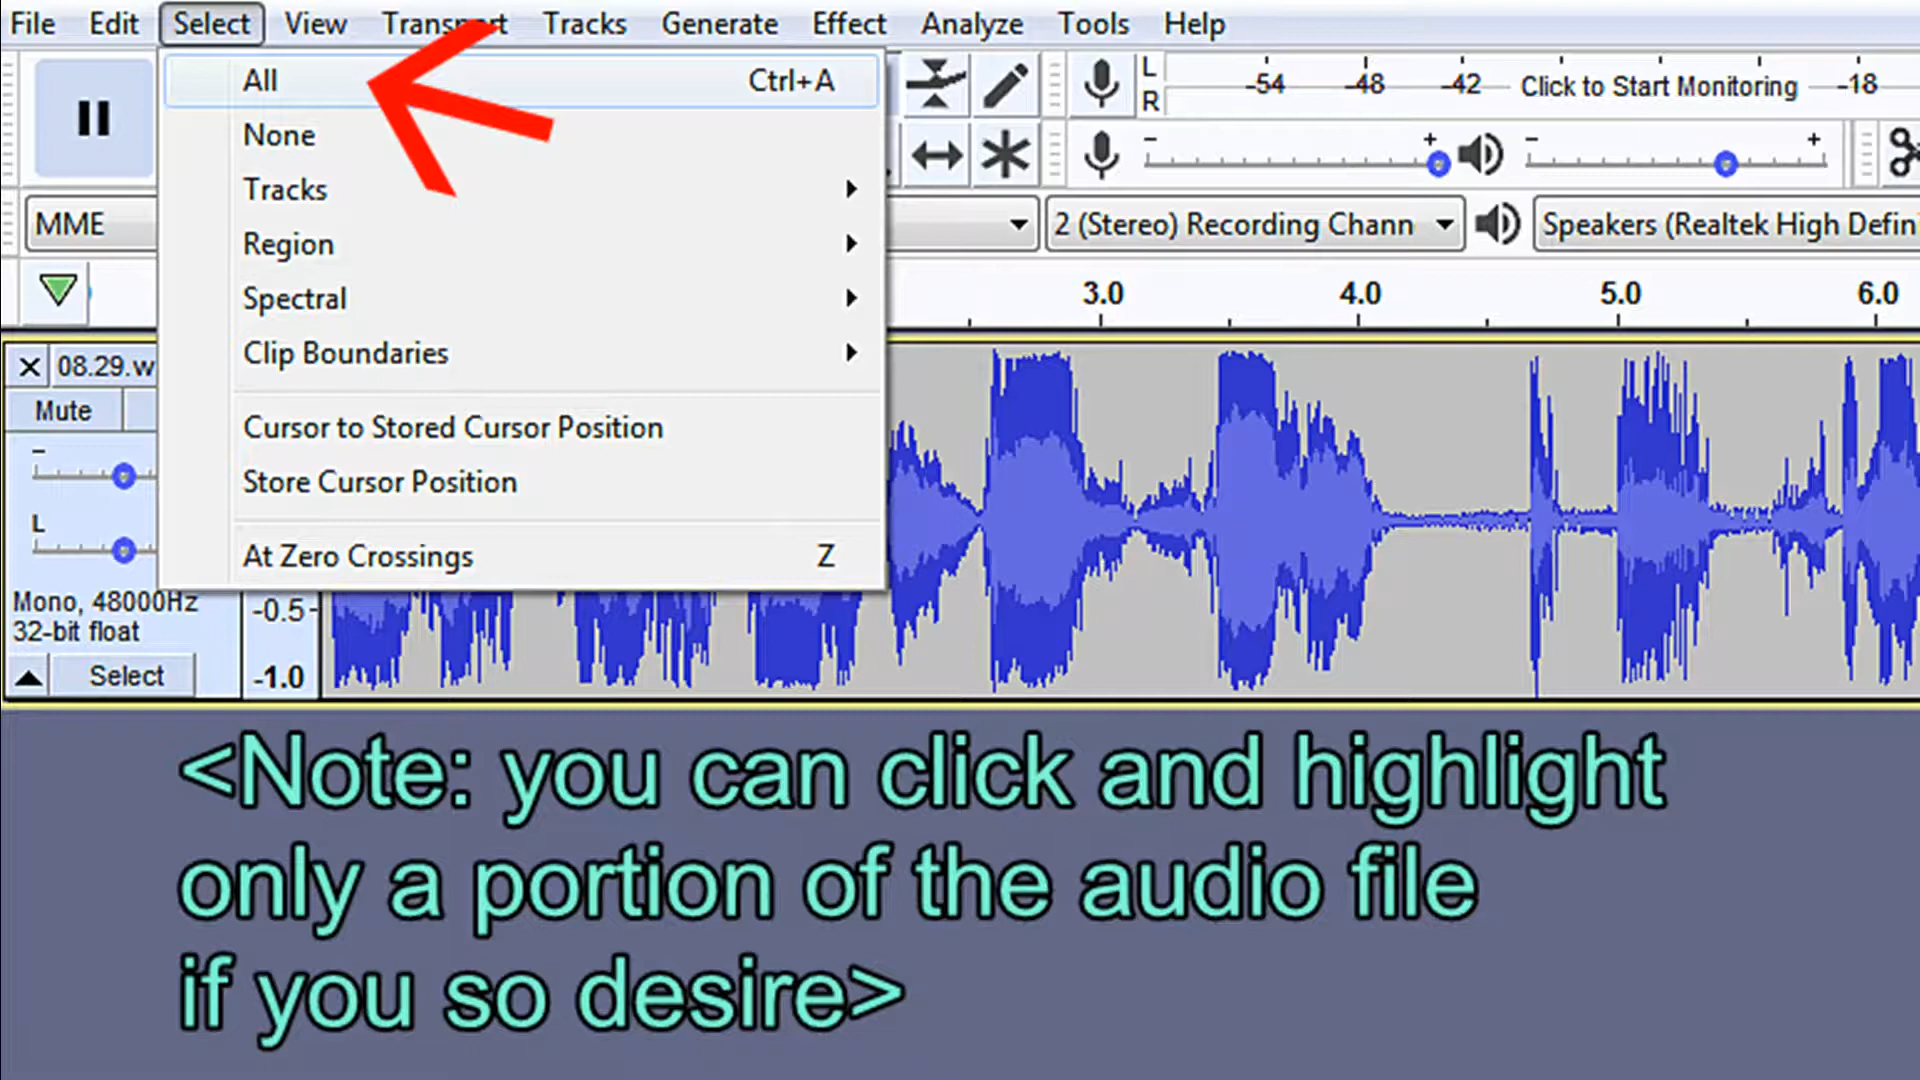 File Edit Select View Transport Tracks Generate Effect Analyze Tools Help
All Ctrl+A
None
Tracks
Region
Spectral
Clip Boundaries
Cursor to Stored Cursor Position
Store Cursor Position
At Zero Crossings Z
L
R
-54 -48 -42 Click to Start Monitoring -18
- + - +
MME
2 (Stereo) Recording Chann
Speakers (Realtek High Defin
3.0 4.0 5.0 6.0
08.29.w
Mute
-
L
Mono, 48000Hz
32-bit float
Select
-0.5
-1.0
<Note: you can click and highlight
only a portion of the audio file
if you so desire>